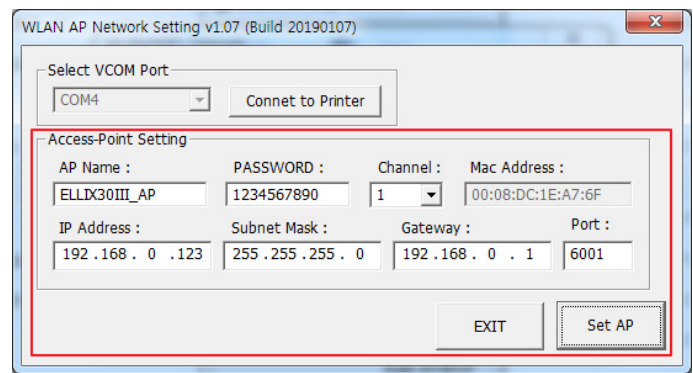 WLAN AP Network Setting v1.07 (Build 20190107)
Select VCOM Port
COM4 Connet to Printer
Access-Point Setting
AP Name : PASSWORD : Channel : Mac Address :
ELLIX30III_AP 1234567890 1 00:08:DC:1E:A7:6F
IP Address : Subnet Mask : Gateway : Port :
192 .168 . 0 .123 255 .255 .255 . 0 192 .168 . 0 . 1 6001
EXIT Set AP